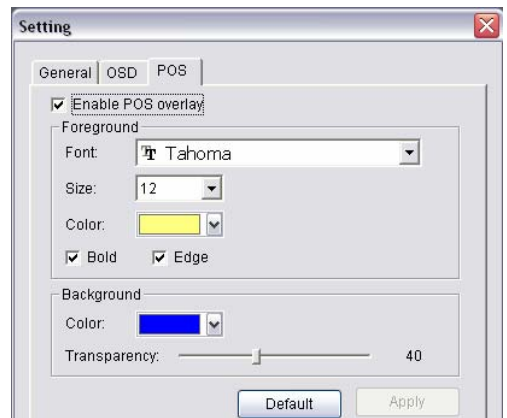 Setting
General OSD POS
Enable POS overlay
Foreground
Font: Tahoma
Size: 12
Color:
Bold Edge
Background
Color:
Transparency: 40
Default Apply